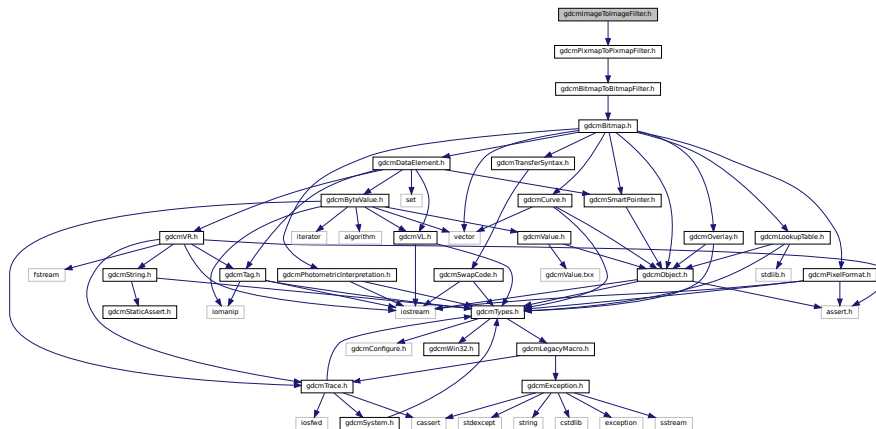 gdcmImageToImageFilter.h
gdcmPixmapToPixmapFilter.h
gdcmBitmapToBitmapFilter.h
gdcmBitmap.h
gdcmDataElement.h
gdcmTransferSyntax.h
gdcmByteValue.h
set
gdcmCurve.h
gdcmSmartPointer.h
gdcmVR.h
iterator
algorithm
gdcmVL.h
vector
gdcmValue.h
gdcmOverlay.h
gdcmLookupTable.h
fstream
gdcmString.h
gdcmTag.h
gdcmPhotometricInterpretation.h
gdcmSwapCode.h
gdcmValue.txx
gdcmObject.h
stdlib.h
gdcmPixelFormat.h
gdcmStaticAssert.h
iomanip
iostream
gdcmTypes.h
assert.h
gdcmConfigure.h
gdcmWin32.h
gdcmLegacyMacro.h
gdcmTrace.h
gdcmException.h
iosfwd
gdcmSystem.h
cassert
stdexcept
string
cstdlib
exception
sstream